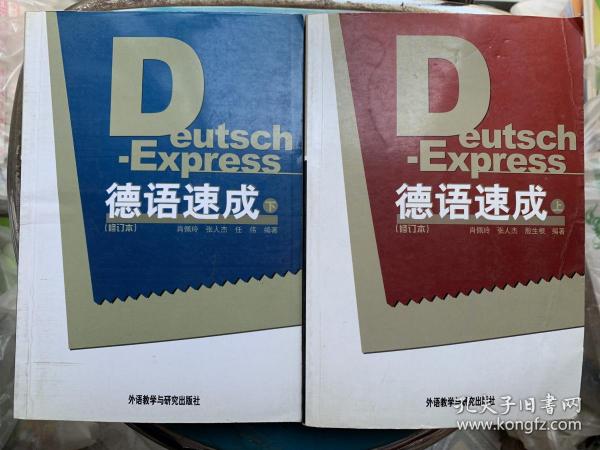 Deutsch
-Express
德语速成 下
(修订本) 肖佩玲 张人杰 任伟 编著
外语教学与研究出版社
Deutsch
-Express
德语速成 上
(修订本) 肖佩玲 张人杰 殷生根 编著
外语教学与研究出版社
孔夫子旧书网
www.kongfz.com